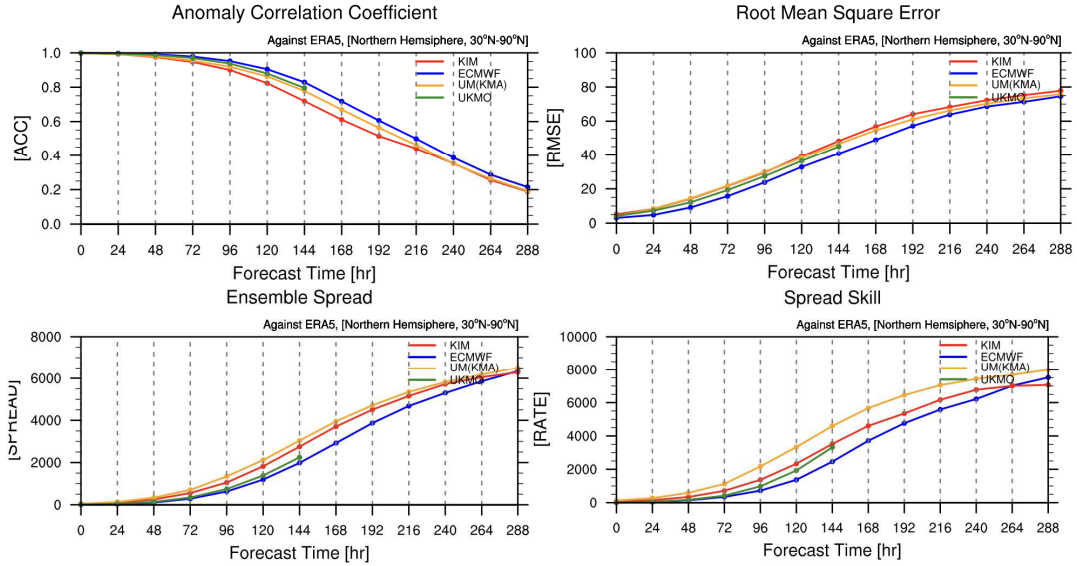 Anomaly Correlation Coefficient
Against ERA5, [Northern Hemsiphere, 30°N-90°N]
[ACC]
1.0
0.8
0.6
0.4
0.2
0.0
KIM
ECMWF
UM(KMA)
UKMO
0 24 48 72 96 120 144 168 192 216 240 264 288
Forecast Time [hr]
Root Mean Square Error
Against ERA5, [Northern Hemsiphere, 30°N-90°N]
[RMSE]
100
80
60
40
20
0
KIM
ECMWF
UM(KMA)
UKMO
0 24 48 72 96 120 144 168 192 216 240 264 288
Forecast Time [hr]
Ensemble Spread
Against ERA5, [Northern Hemsiphere, 30°N-90°N]
[SPREAD]
8000
6000
4000
2000
0
KIM
ECMWF
UM(KMA)
UKMO
0 24 48 72 96 120 144 168 192 216 240 264 288
Forecast Time [hr]
Spread Skill
Against ERA5, [Northern Hemsiphere, 30°N-90°N]
[RATE]
10000
8000
6000
4000
2000
0
KIM
ECMWF
UM(KMA)
UKMO
0 24 48 72 96 120 144 168 192 216 240 264 288
Forecast Time [hr]